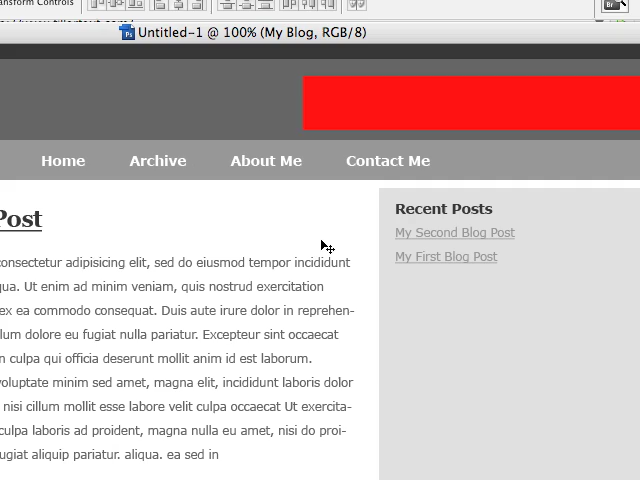 ransform Controls
Br
Ps Untitled-1 @ 100% (My Blog, RGB/8)
Home Archive About Me Contact Me
Post
consectetur adipisicing elit, sed do eiusmod tempor incididunt
qua. Ut enim ad minim veniam, quis nostrud exercitation
ex ea commodo consequat. Duis aute irure dolor in reprehen-
llum dolore eu fugiat nulla pariatur. Excepteur sint occaecat
n culpa qui officia deserunt mollit anim id est laborum.
voluptate minim sed amet, magna elit, incididunt laboris dolor
nisi cillum mollit esse labore velit culpa occaecat Ut exercita-
culpa laboris ad proident, magna nulla eu amet, nisi do proi-
ugiat aliquip pariatur. aliqua. ea sed in
Recent Posts
My Second Blog Post
My First Blog Post